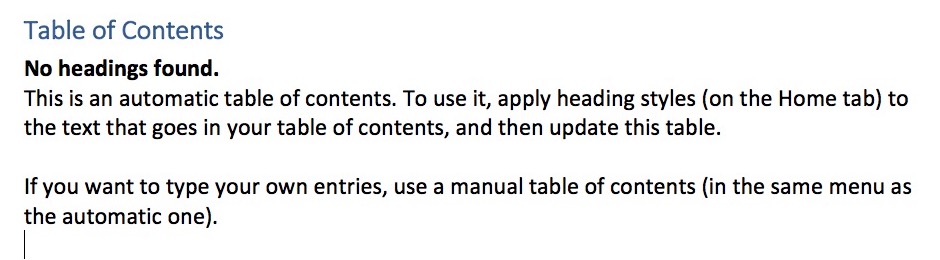 Table of Contents
No headings found.
This is an automatic table of contents. To use it, apply heading styles (on the Home tab) to
the text that goes in your table of contents, and then update this table.
If you want to type your own entries, use a manual table of contents (in the same menu as
the automatic one).